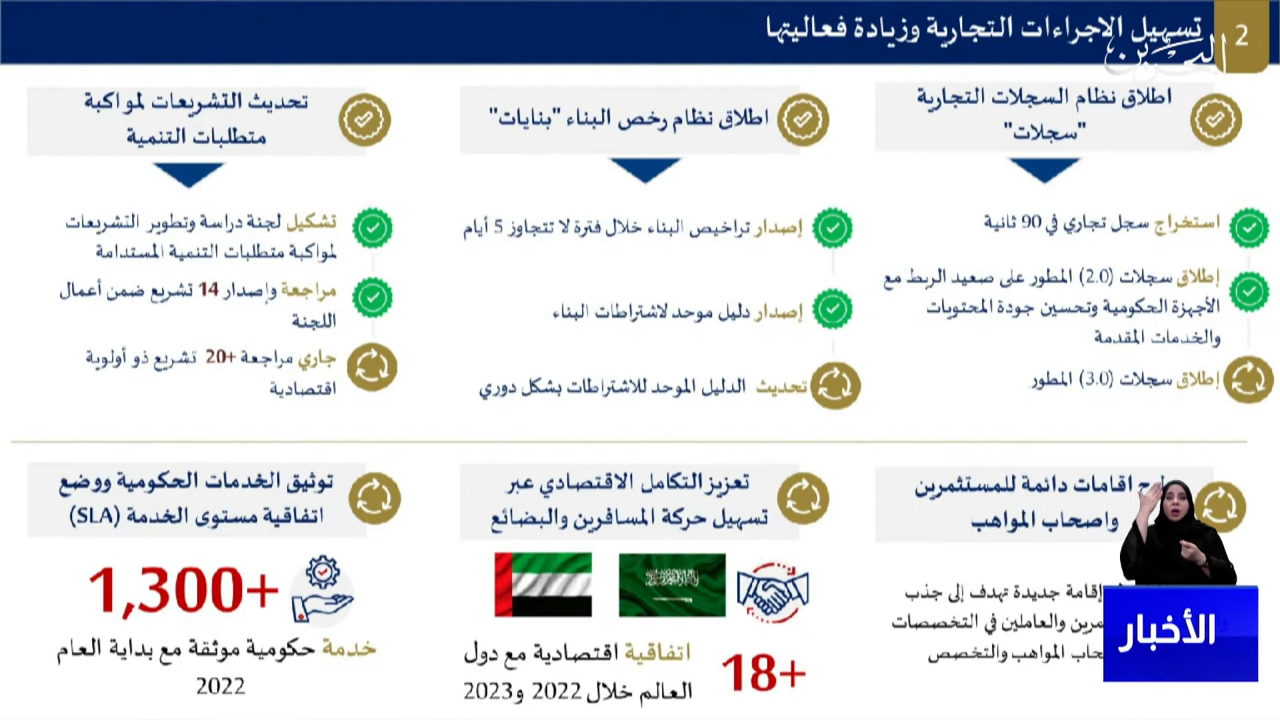 2
تسهيل الاجراءات التجارية وزيادة فعاليتها
البحرين
اطلاق نظام السجلات التجارية
"سجلات"
استخراج سجل تجاري في 90 ثانية
إطلاق سجلات (2.0) المطور على صعيد الربط مع
الأجهزة الحكومية وتحسين جودة المحتويات
والخدمات المقدمة
إطلاق سجلات (3.0) المطور
اطلاق نظام رخص البناء "بنايات"
إصدار تراخيص البناء خلال فترة لا تتجاوز 5 أيام
إصدار دليل موحد لاشتراطات البناء
تحديث الدليل الموحد للاشتراطات بشكل دوري
تحديث التشريعات لمواكبة
متطلبات التنمية
تشكيل لجنة دراسة وتطوير التشريعات
لمواكبة متطلبات التنمية المستدامة
مراجعة وإصدار 14 تشريع ضمن أعمال
اللجنة
جاري مراجعة +20 تشريع ذو أولوية
اقتصادية
اقامات دائمة للمستثمرين
واصحاب المواهب
إقامة جديدة تهدف إلى جذب
والعاملين في التخصصات
المواهب والتخصص
تعزيز التكامل الاقتصادي عبر
تسهيل حركة المسافرين والبضائع
18+
اتفاقية اقتصادية مع دول
العالم خلال 2022 و2023
توثيق الخدمات الحكومية ووضع
اتفاقية مستوى الخدمة (SLA)
1,300+
خدمة حكومية موثقة مع بداية العام
2022
الأخبار